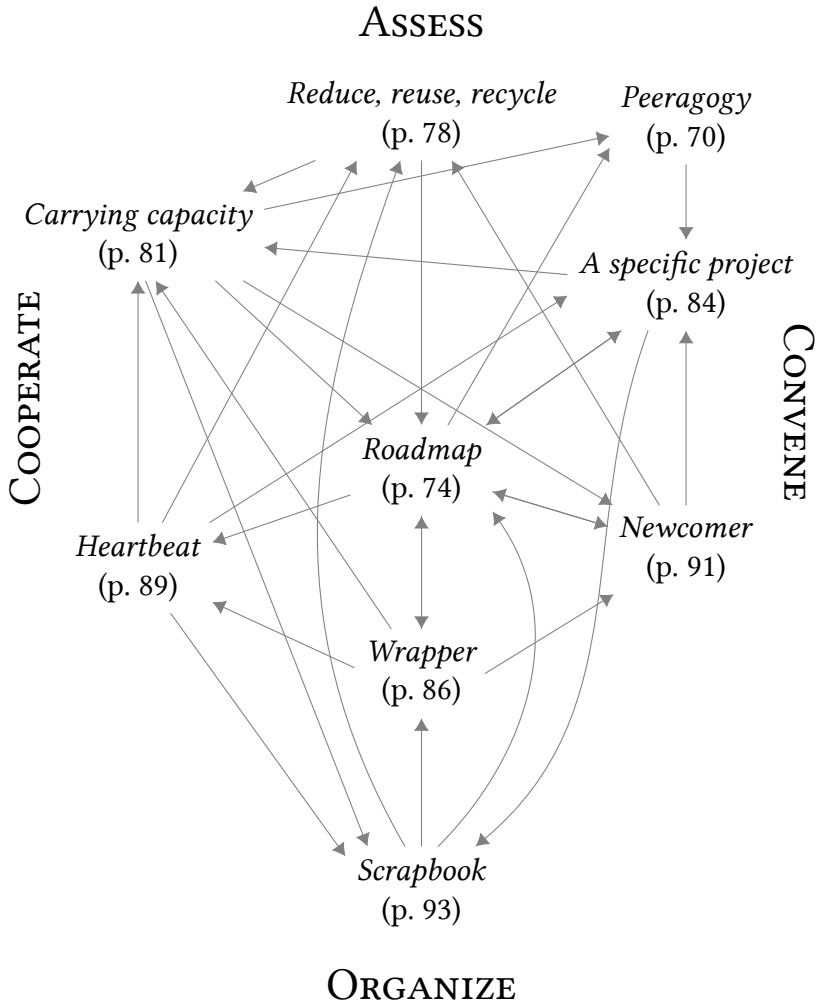 ASSESS
Reduce, reuse, recycle
(p. 78)
Peeragogy
(p. 70)
Carrying capacity
(p. 81)
A specific project
(p. 84)
COOPERATE
CONVENE
Roadmap
(p. 74)
Heartbeat
(p. 89)
Newcomer
(p. 91)
Wrapper
(p. 86)
Scrapbook
(p. 93)
ORGANIZE